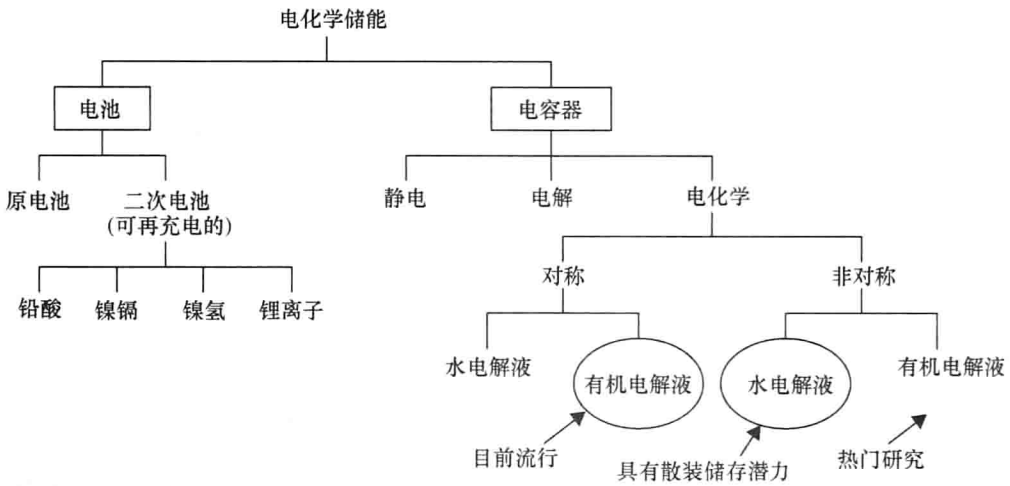 电化学储能
电池
电容器
原电池
二次电池
(可再充电的)
静电
电解
电化学
铅酸
镍镉
镍氢
锂离子
对称
非对称
水电解液
有机电解液
水电解液
有机电解液
目前流行
具有散装储存潜力
热门研究